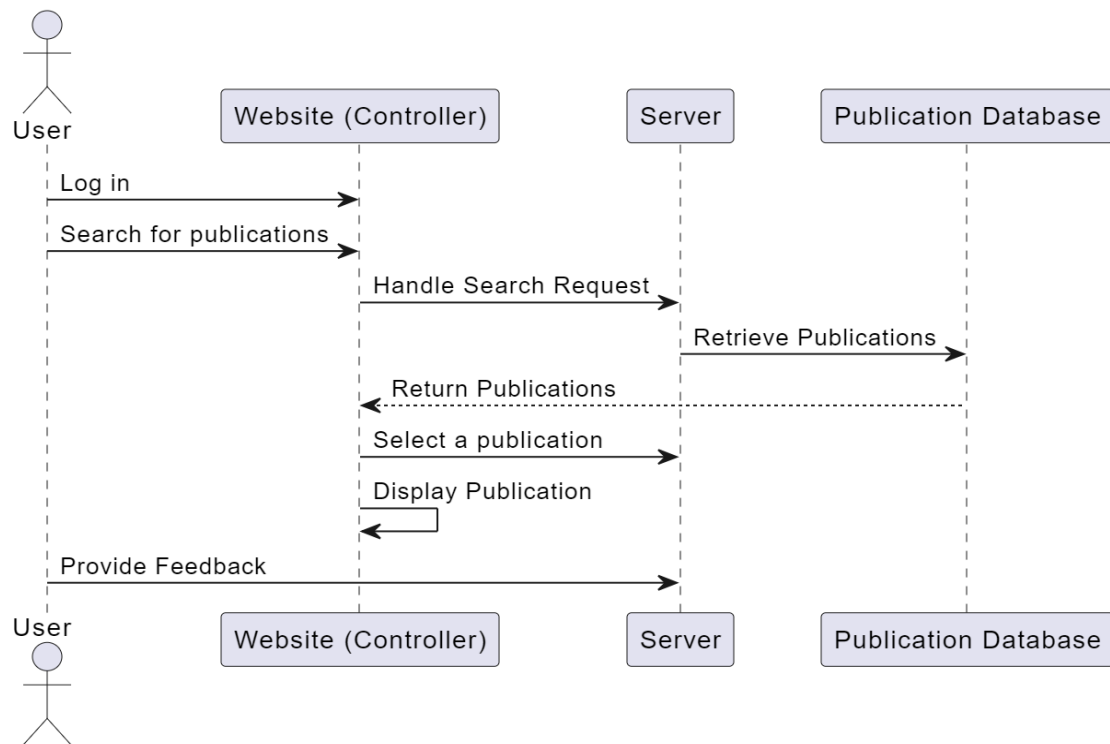 User
Website (Controller)
Server
Publication Database
Log in
Search for publications
Handle Search Request
Retrieve Publications
Return Publications
Select a publication
Display Publication
Provide Feedback
User
Website (Controller)
Server
Publication Database